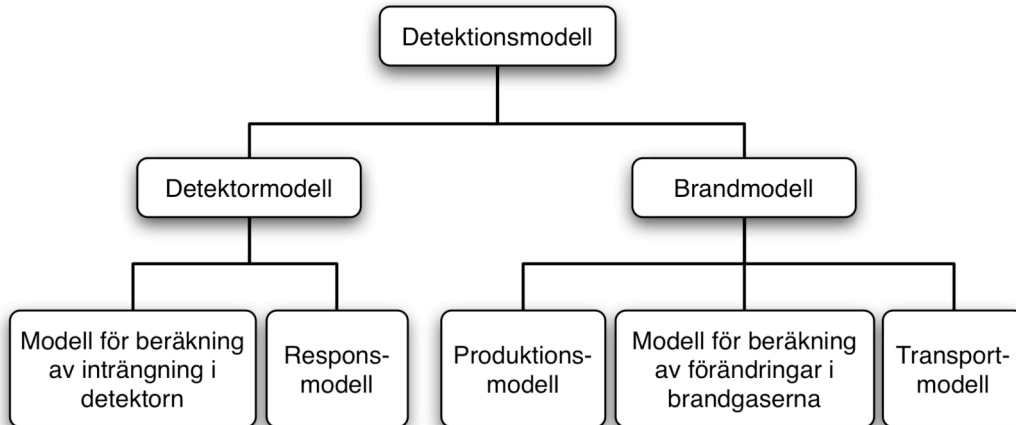 Detektionsmodell
Detektormodell
Brandmodell
Modell för beräkning
av inträngning i
detektorn
Respons-
modell
Produktions-
modell
Modell för beräkning
av förändringar i
brandgaserna
Transport-
modell